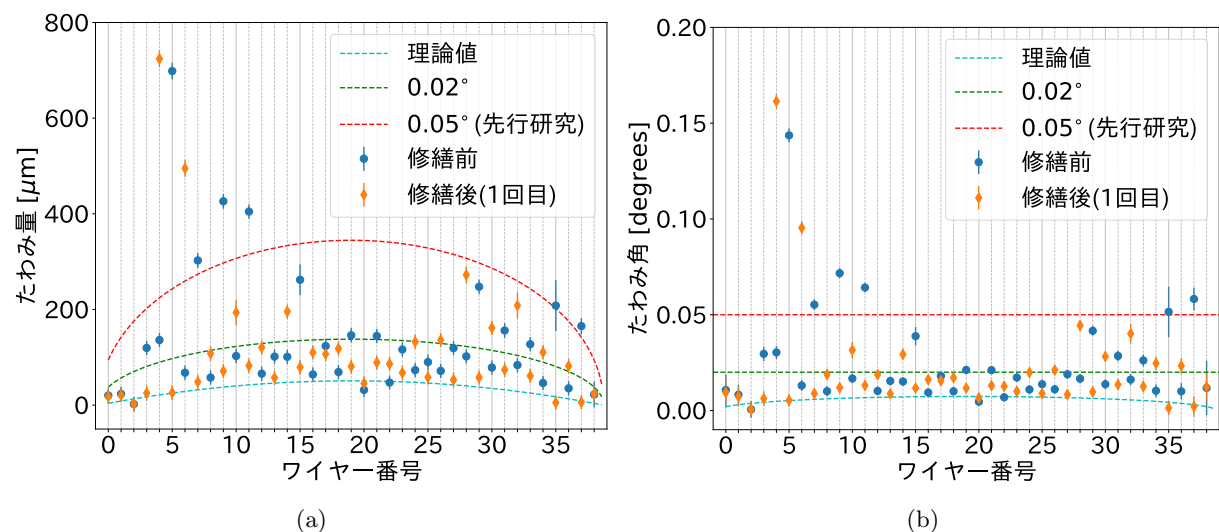 800
600
400
200
0
たわみ量 [μm]
理論値
0.02°
0.05° (先行研究)
修繕前
修繕後(1回目)
0 5 10 15 20 25 30 35
ワイヤー番号
(a)
0.20
0.15
0.10
0.05
0.00
たわみ角 [degrees]
理論値
0.02°
0.05° (先行研究)
修繕前
修繕後(1回目)
0 5 10 15 20 25 30 35
ワイヤー番号
(b)